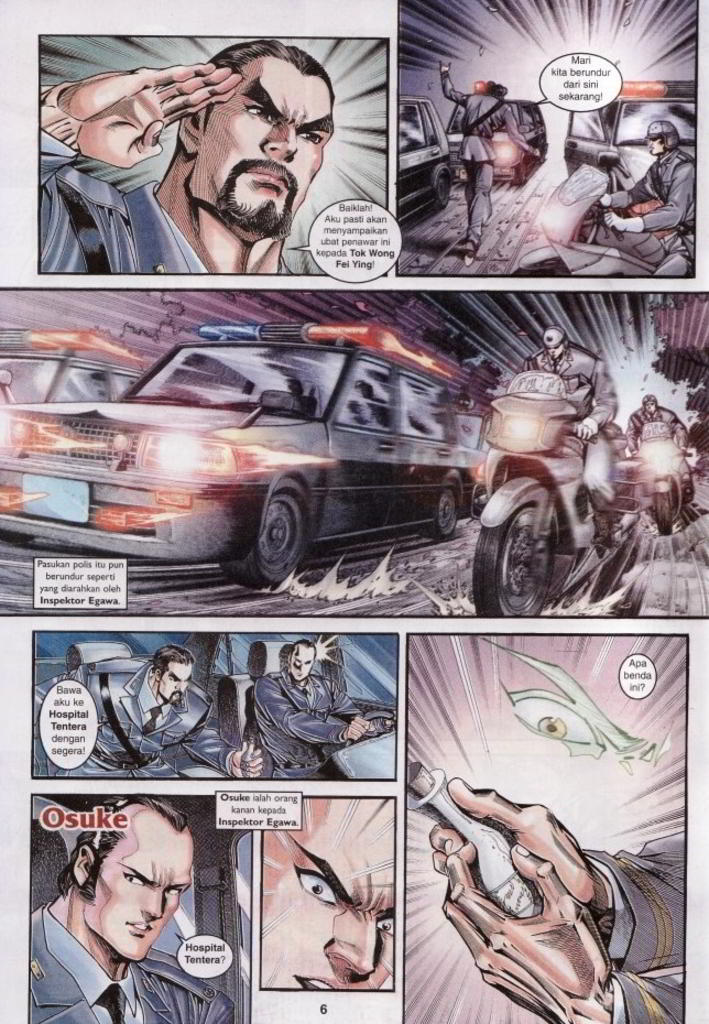 Baiklah!
Aku pasti akan
menyampaikan
ubat penawar ini
kepada Tok Wong
Fei Ying!
Mari
kita berundur
dari sini
sekarang!
Pasukan polis itu pun
berundur seperti
yang diarahkan oleh
Inspektor Egawa.
Bawa
aku ke
Hospital
Tentera
dengan
segera!
Apa
benda
ini?
Osuke
Osuke ialah orang
kanan kepada
Inspektor Egawa.
Hospital
Tentera?
6